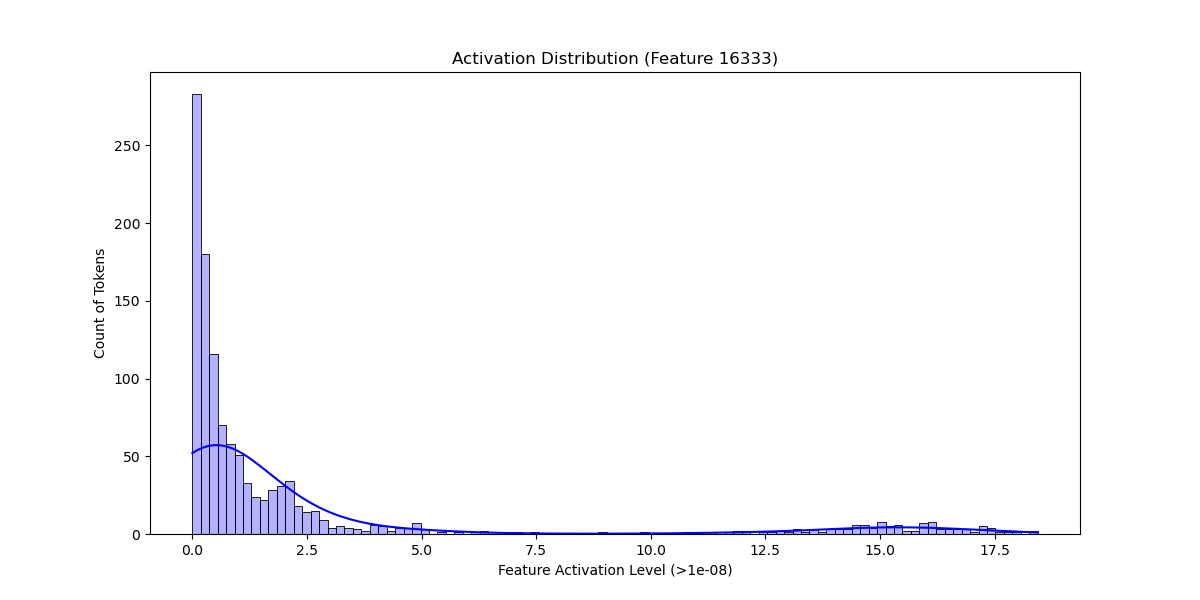 Activation Distribution (Feature 16333)
250
200
150
100
50
0
Count of Tokens
0.0 2.5 5.0 7.5 10.0 12.5 15.0 17.5
Feature Activation Level (>1e-08)